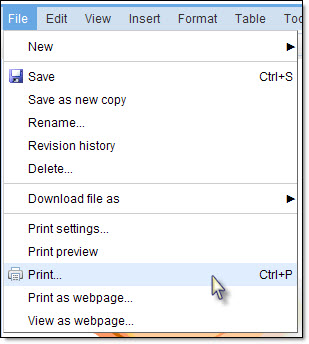 File Edit View Insert Format Table
New
Save Ctrl+S
Save as new copy
Rename...
Revision history
Delete...
Download file as
Print settings...
Print preview
Print... Ctrl+P
Print as webpage...
View as webpage...